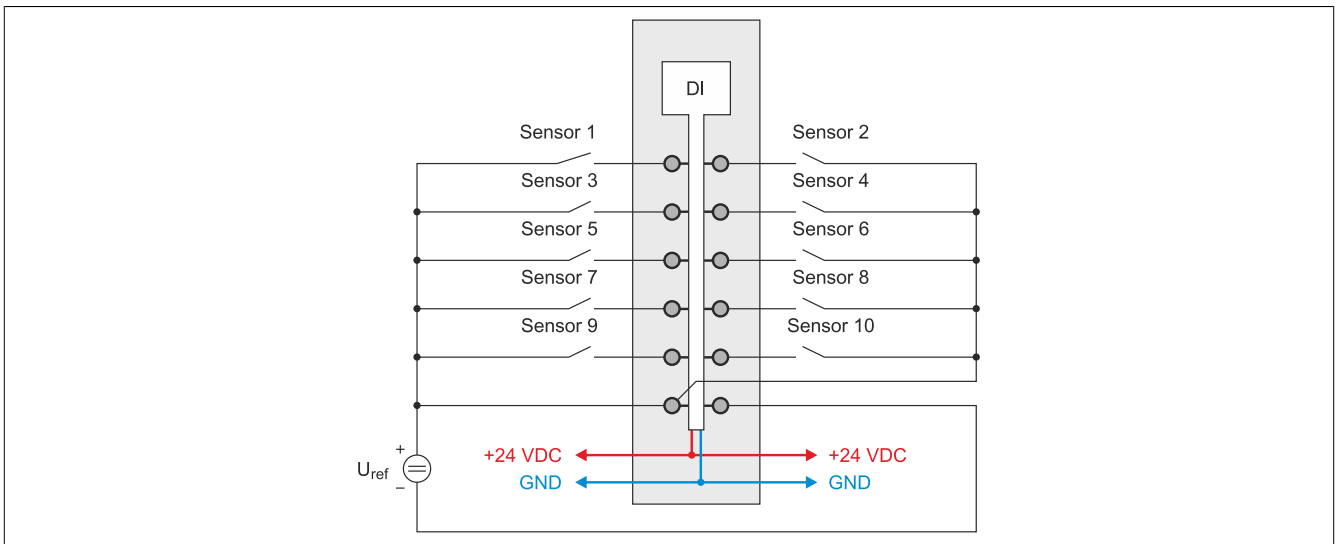 DI
Sensor 1
Sensor 2
Sensor 3
Sensor 4
Sensor 5
Sensor 6
Sensor 7
Sensor 8
Sensor 9
Sensor 10
+
Uref
−
+24 VDC
+24 VDC
GND
GND